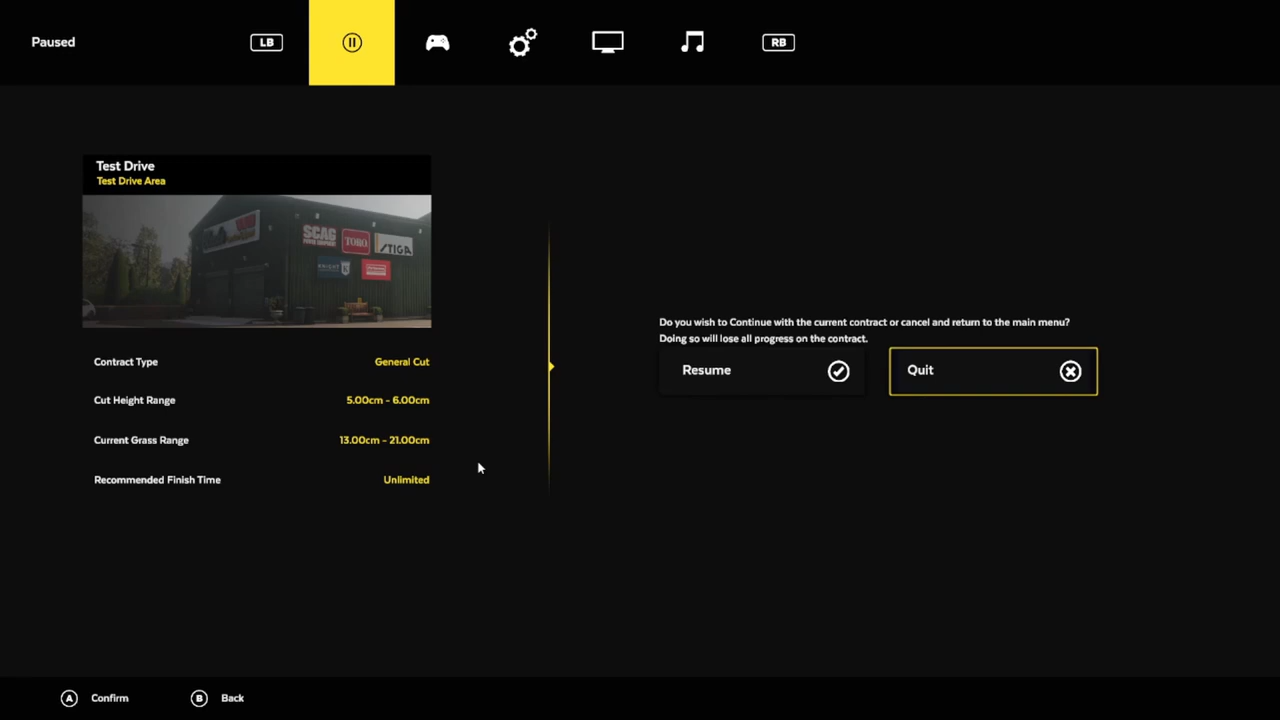 Paused
LB
RB
Test Drive
Test Drive Area
SCAG
TORO
STIGA
Contract Type
General Cut
Cut Height Range
5.00cm - 6.00cm
Current Grass Range
13.00cm - 21.00cm
Recommended Finish Time
Unlimited
Do you wish to Continue with the current contract or cancel and return to the main menu?
Doing so will lose all progress on the contract.
Resume
Quit
A Confirm
B Back